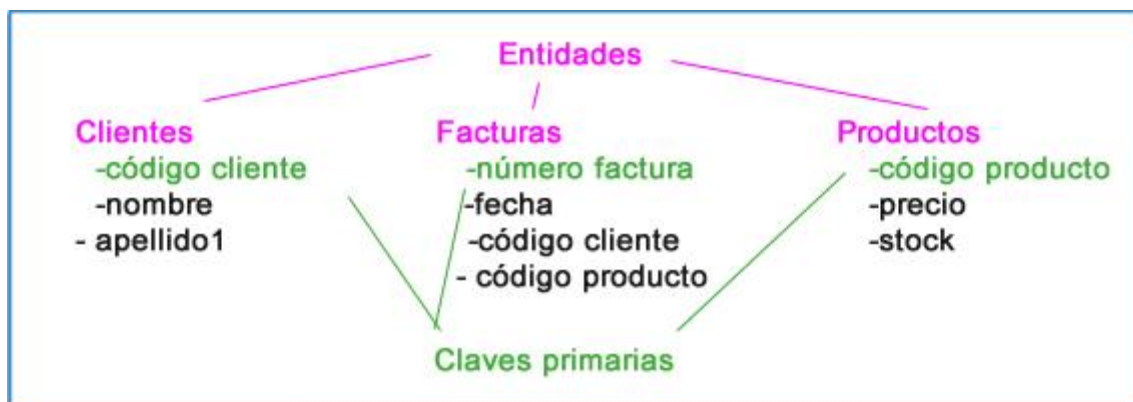 Entidades
Clientes
-código cliente
-nombre
- apellido1
Facturas
-número factura
-fecha
-código cliente
- código producto
Productos
-código producto
-precio
-stock
Claves primarias